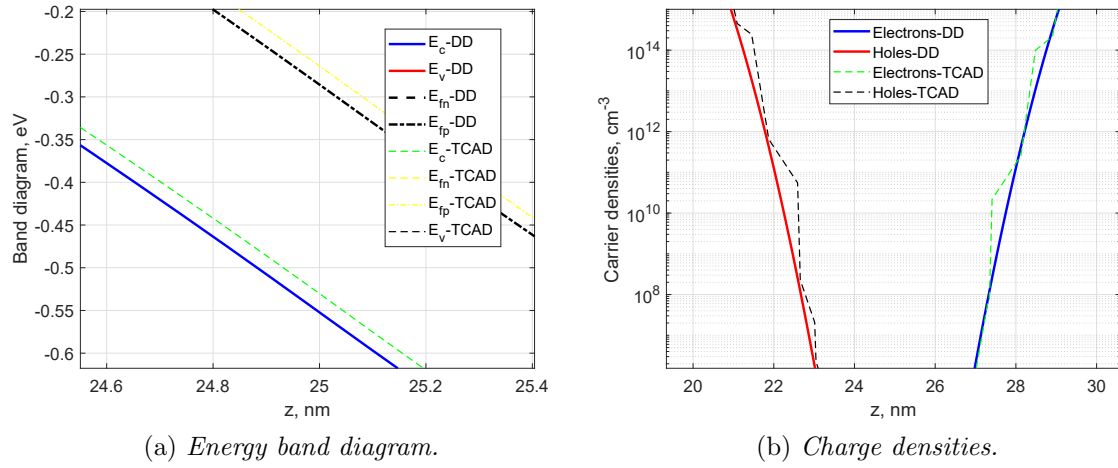 -0.2
-0.25
-0.3
-0.35
-0.4
-0.45
-0.5
-0.55
-0.6
Band diagram, eV
24.6 24.8 25 25.2 25.4
z, nm
E_c-DD
E_v-DD
E_fn-DD
E_fp-DD
E_c-TCAD
E_fn-TCAD
E_fp-TCAD
E_v-TCAD
(a) Energy band diagram.
10^14
10^12
10^10
10^8
Carrier densities, cm^-3
20 22 24 26 28 30
z, nm
Electrons-DD
Holes-DD
Electrons-TCAD
Holes-TCAD
(b) Charge densities.